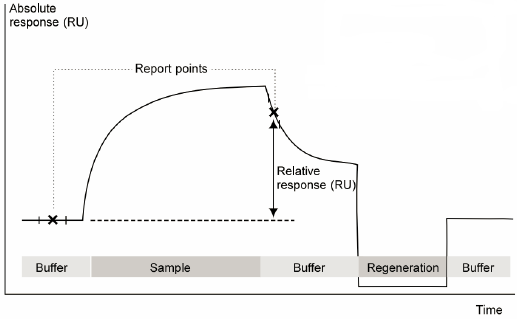 Absolute
response (RU)
Report points
Relative
response (RU)
Buffer
Sample
Buffer
Regeneration
Buffer
Time